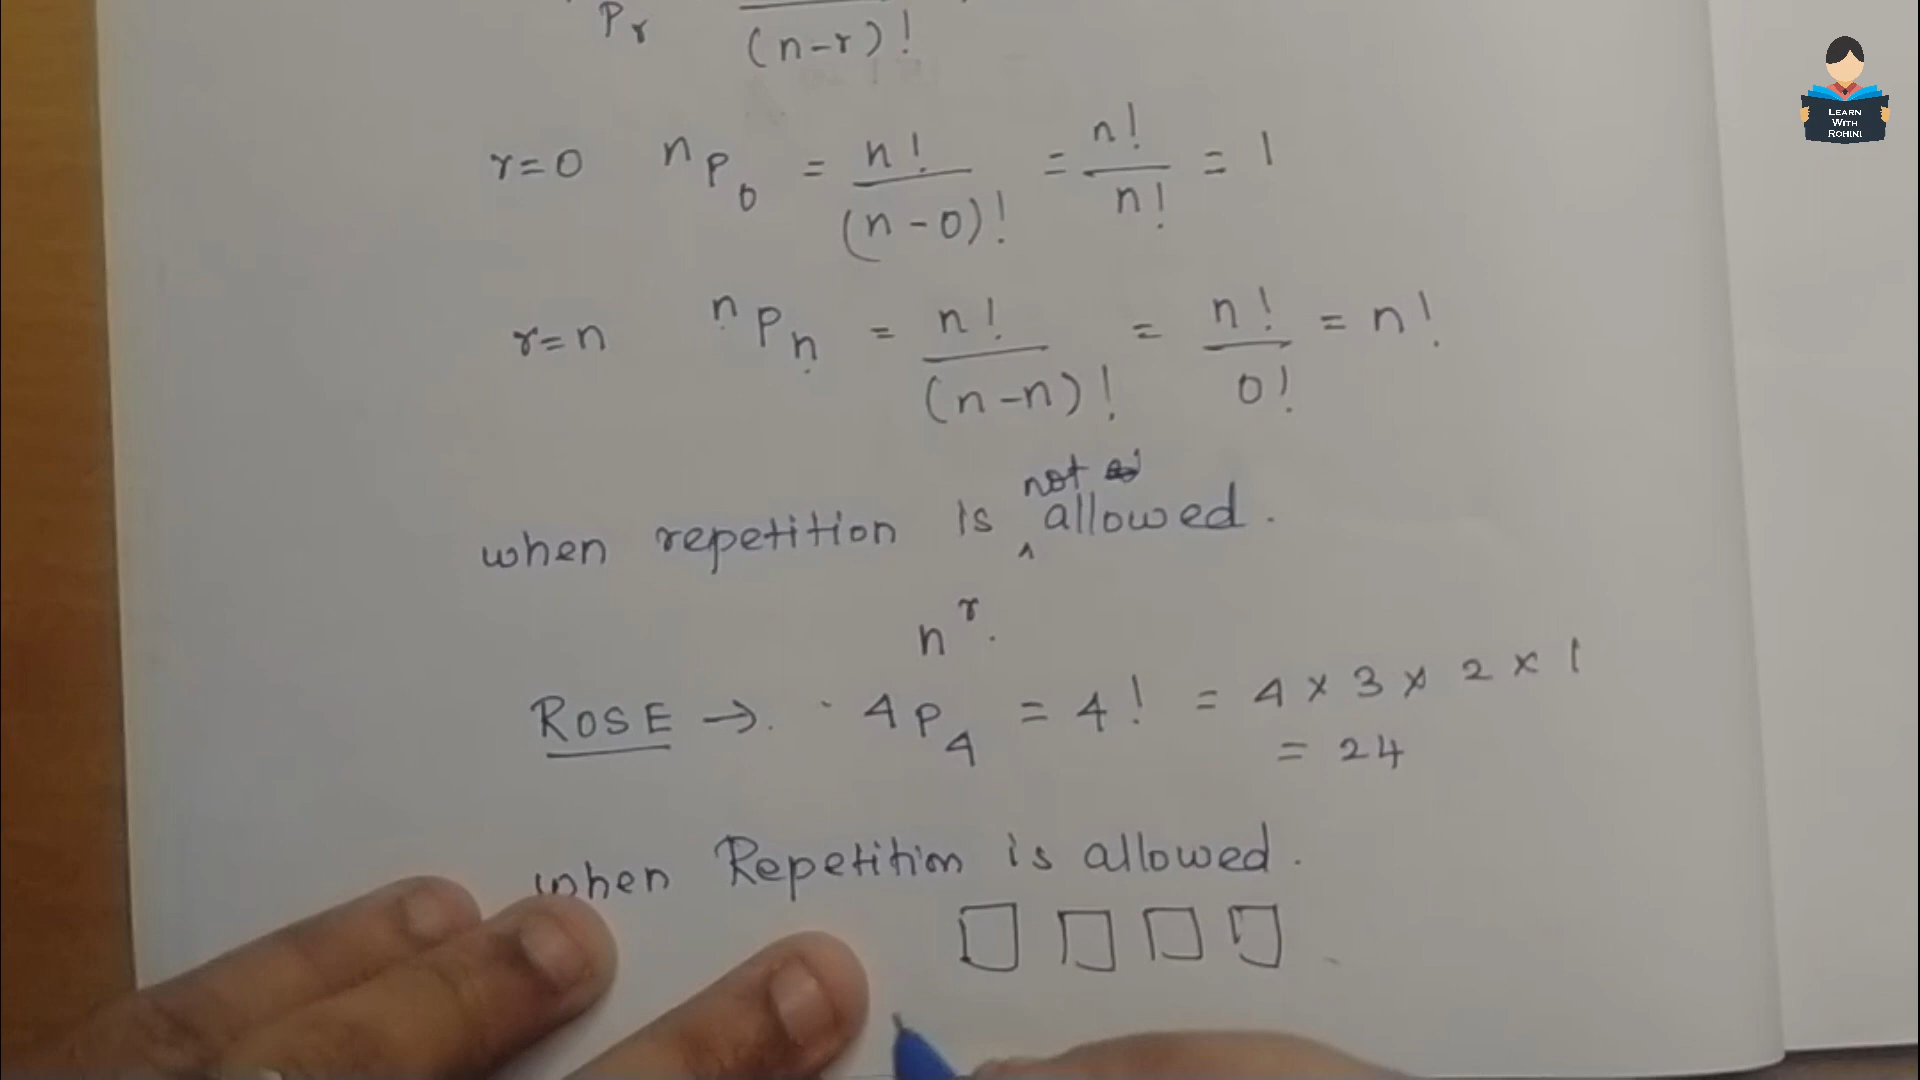 Pr (n-r)!
LEARN
WITH
ROHINI
r=0 nP0 = n!/(n-0)! = n!/n! = 1
r=n nPn = n!/(n-n)! = n!/0! = n!
not
when repetition is ^ allowed.
n^r.
ROSE →. 4P4 = 4! = 4 x 3 x 2 x 1
= 24
when Repetition is allowed.